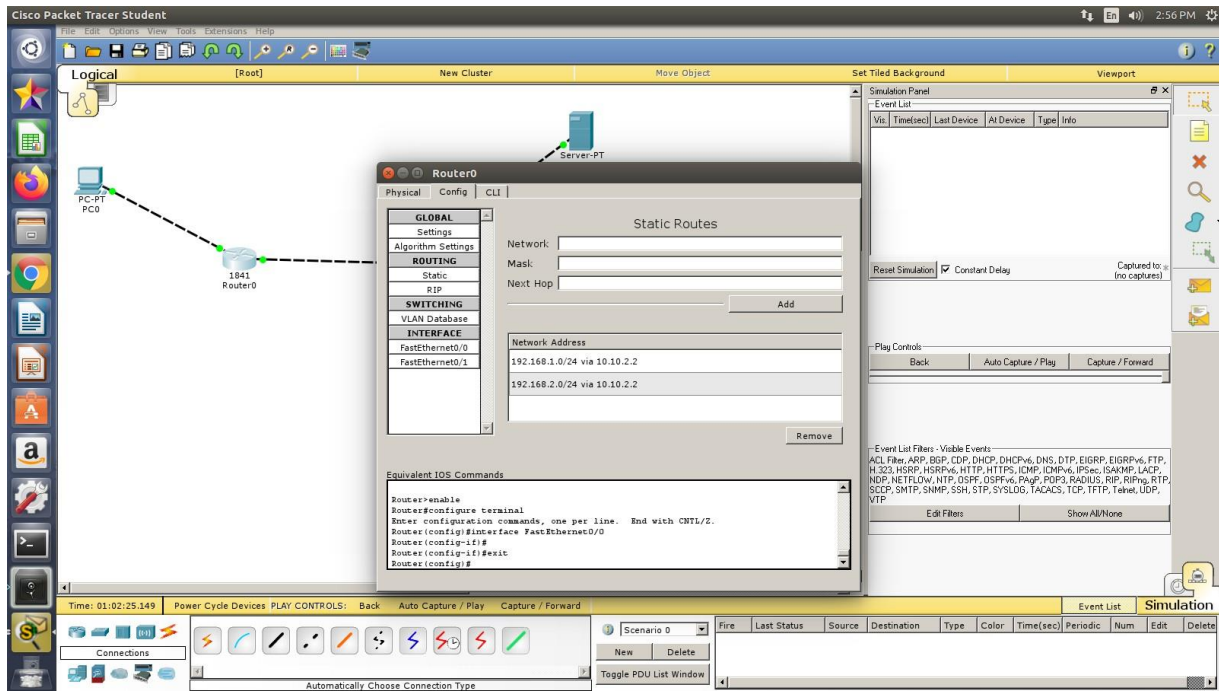 Cisco Packet Tracer Student
En 2:56 PM
File Edit Options View Tools Extensions Help
Logical [Root] New Cluster Move Object Set Tiled Background Viewport
PC-PT
PC0
1841
Router0
Server-PT
Router0
Physical Config CLI
GLOBAL
Settings
Algorithm Settings
ROUTING
Static
RIP
SWITCHING
VLAN Database
INTERFACE
FastEthernet0/0
FastEthernet0/1
Static Routes
Network
Mask
Next Hop
Add
Network Address
192.168.1.0/24 via 10.10.2.2
192.168.2.0/24 via 10.10.2.2
Remove
Equivalent IOS Commands
Router>enable
Router#configure terminal
Enter configuration commands, one per line. End with CNTL/Z.
Router(config)#interface FastEthernet0/0
Router(config-if)#
Router(config-if)#exit
Router(config)#
Simulation Panel
Event List
Vis. Time(sec) Last Device At Device Type Info
Reset Simulation Constant Delay Captured to:
(no captures)
Play Controls
Back Auto Capture / Play Capture / Forward
Event List Filters - Visible Events
ACL Filter, ARP, BGP, CDP, DHCP, DHCPv6, DNS, DTP, EIGRP, EIGRPv6, FTP,
H.323, HSRP, HSRPv6, HTTP, HTTPS, ICMP, ICMPv6, IPSec, ISAKMP, LACP,
NDP, NETFLOW, NTP, OSPF, OSPFv6, PAgP, POP3, RADIUS, RIP, RIPng, RTP,
SCCP, SMTP, SNMP, SSH, STP, SYSLOG, TACACS, TCP, TFTP, Telnet, UDP,
VTP
Edit Filters Show All/None
Time: 01:02:25.149 Power Cycle Devices PLAY CONTROLS: Back Auto Capture / Play Capture / Forward Event List Simulation
Connections
Automatically Choose Connection Type
Scenario 0
New Delete
Toggle PDU List Window
Fire Last Status Source Destination Type Color Time(sec) Periodic Num Edit Delete